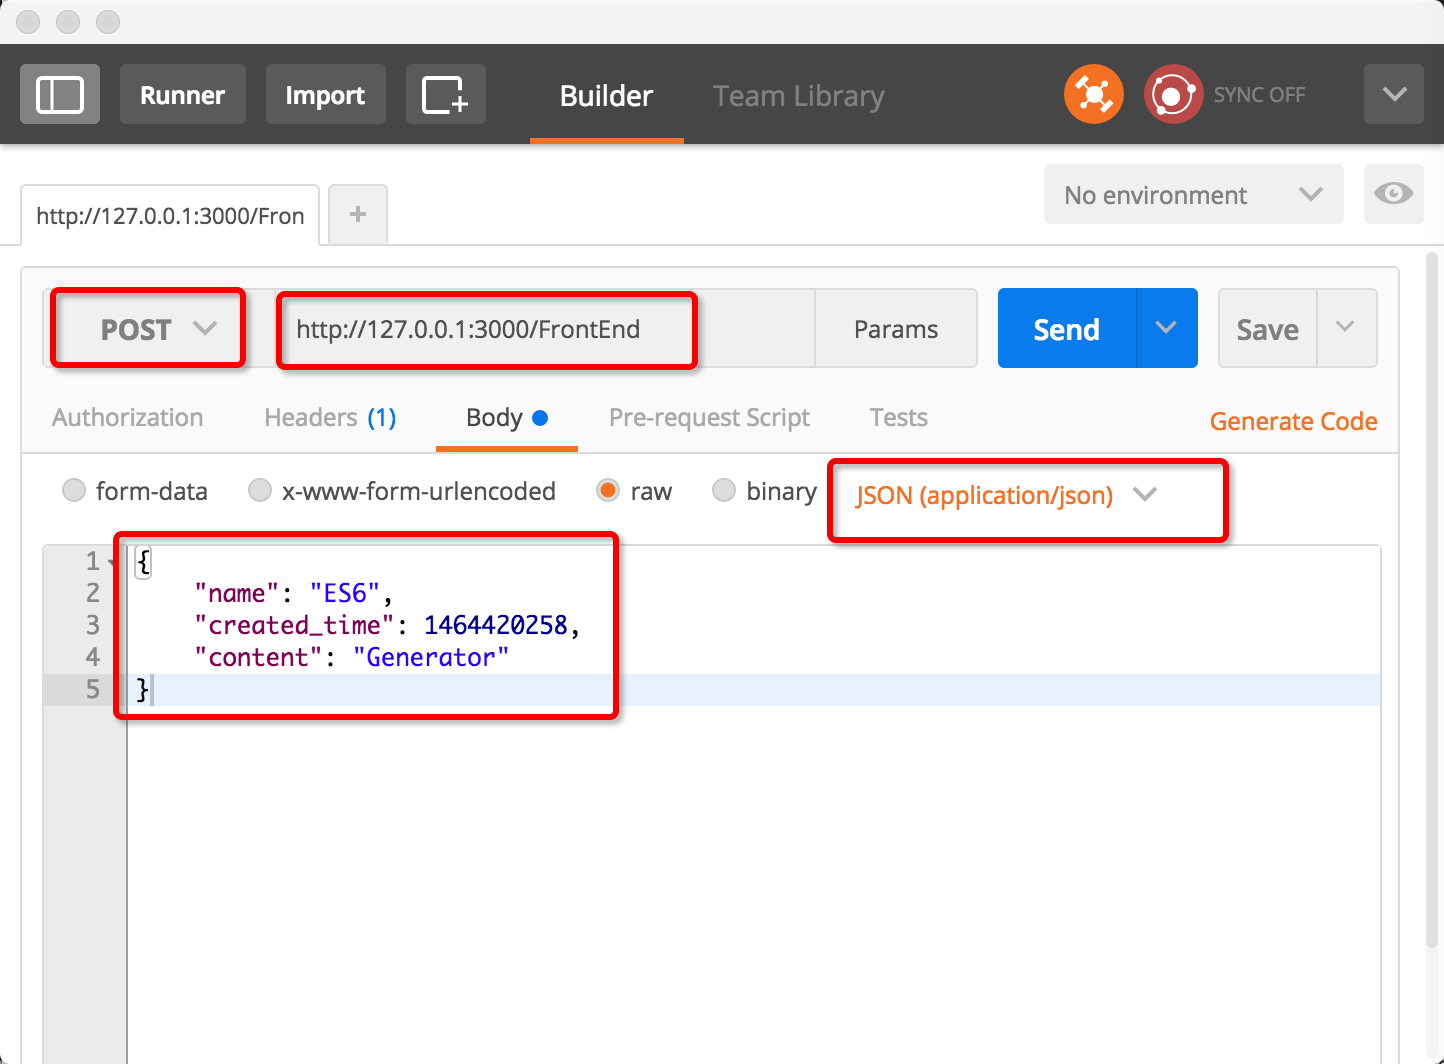 Runner Import Builder Team Library SYNC OFF
http://127.0.0.1:3000/Fron + No environment
POST http://127.0.0.1:3000/FrontEnd Params Send Save
Authorization Headers (1) Body Pre-request Script Tests Generate Code
form-data x-www-form-urlencoded raw binary JSON (application/json)
1 {
2 "name": "ES6",
3 "created_time": 1464420258,
4 "content": "Generator"
5 }